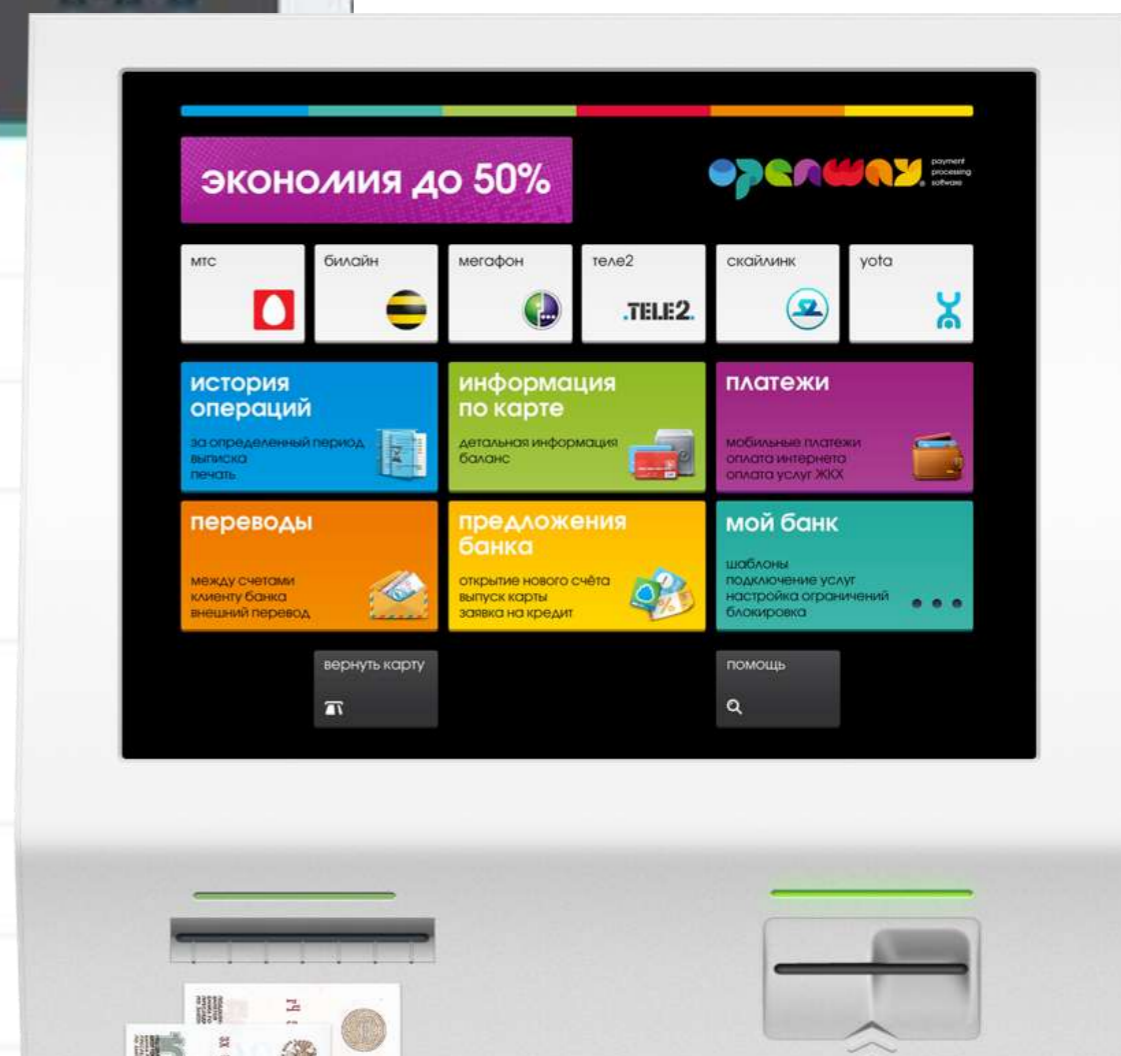 экономия до 50%
openway®
payment
processing
software
мтс
билайн
мегафон
теле2
скайлинк
yota
TELE2
история
операций
за определенный период
выписка
печать
информация
по карте
детальная информация
баланс
платежи
мобильные платежи
оплата интернета
оплата услуг ЖКХ
переводы
между счетами
клиенту банка
внешний перевод
предложения
банка
открытие нового счёта
выпуск карты
заявка на кредит
мой банк
шаблоны
подключение услуг
настройка ограничений
блокировка
вернуть карту
помощь